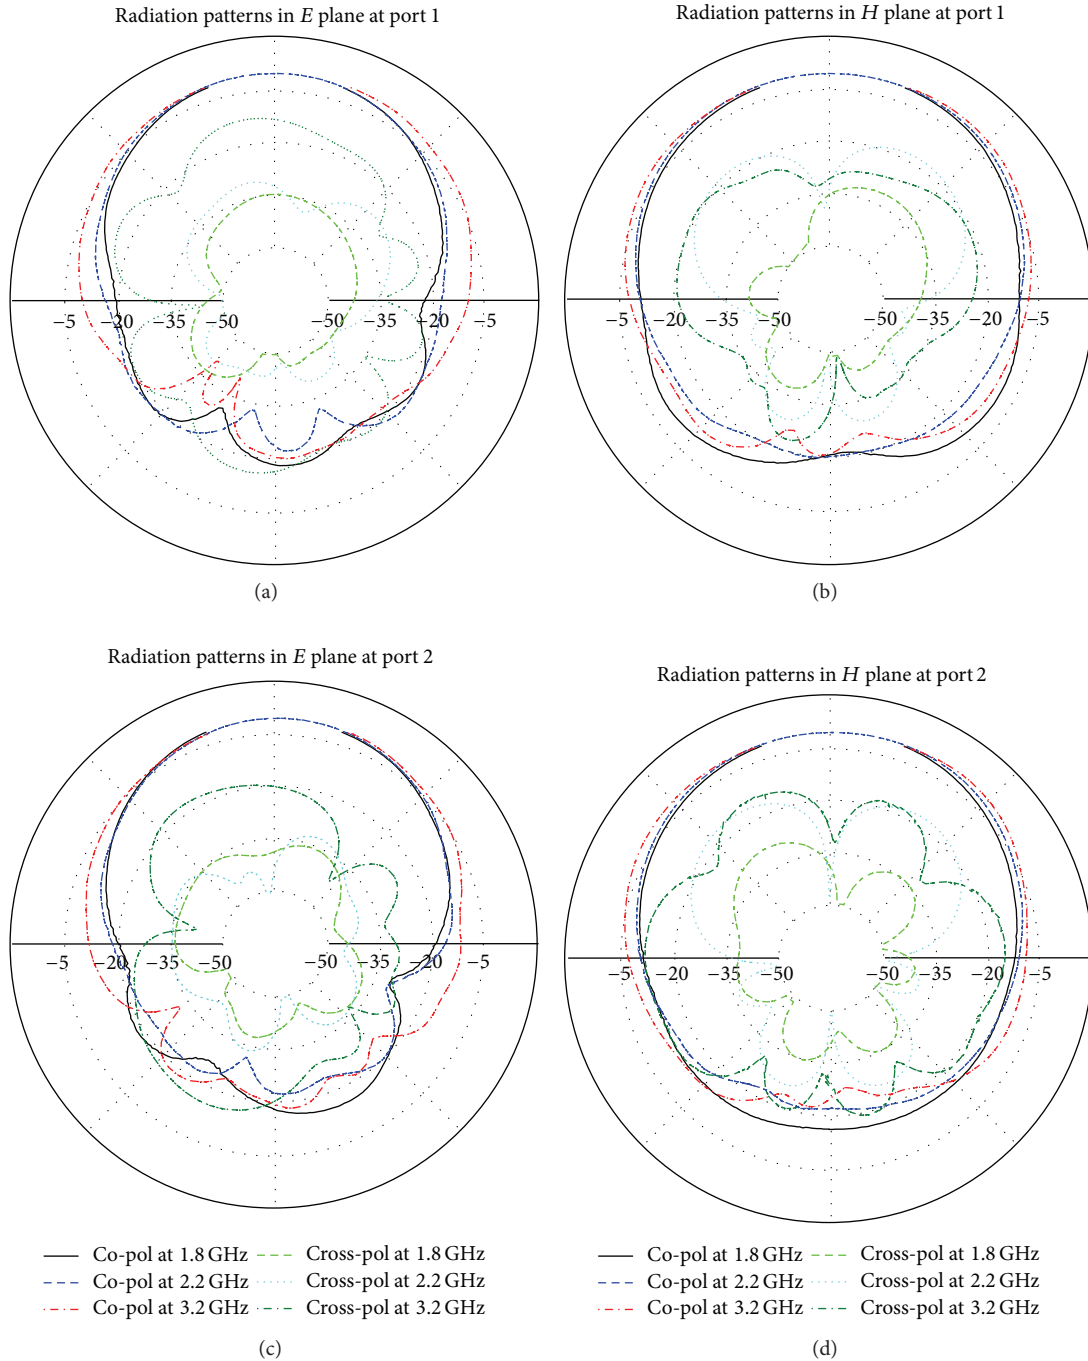 Radiation patterns in E plane at port 1
Radiation patterns in H plane at port 1
−5 −20 −35 −50 −50 −35 −20 −5
−5 −20 −35 −50 −50 −35 −20 −5
(a)
(b)
Radiation patterns in E plane at port 2
Radiation patterns in H plane at port 2
−5 −20 −35 −50 −50 −35 −20 −5
−5 −20 −35 −50 −50 −35 −20 −5
Co-pol at 1.8 GHz
Cross-pol at 1.8 GHz
Co-pol at 2.2 GHz
Cross-pol at 2.2 GHz
Co-pol at 3.2 GHz
Cross-pol at 3.2 GHz
Co-pol at 1.8 GHz
Cross-pol at 1.8 GHz
Co-pol at 2.2 GHz
Cross-pol at 2.2 GHz
Co-pol at 3.2 GHz
Cross-pol at 3.2 GHz
(c)
(d)